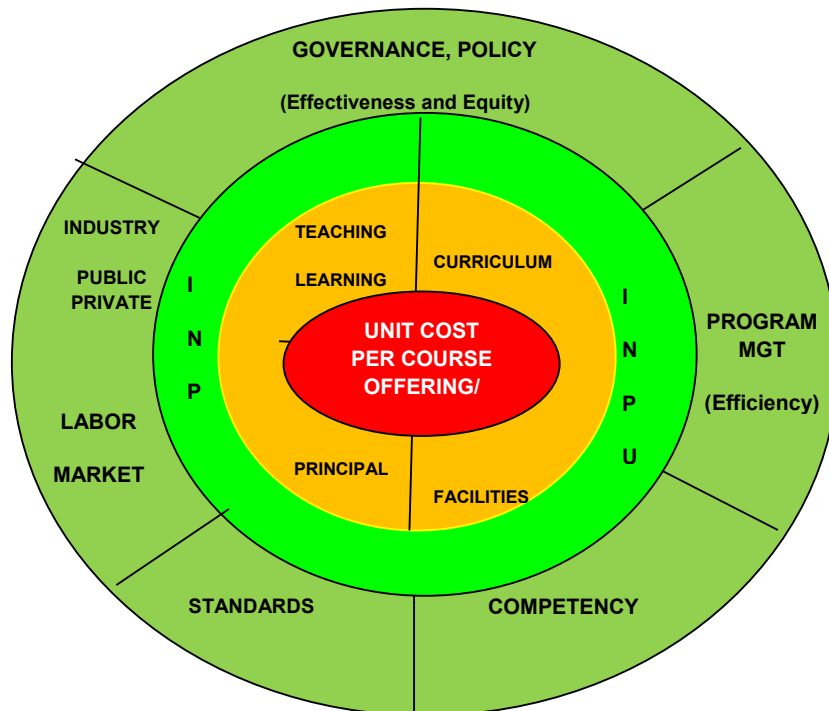 GOVERNANCE, POLICY
(Effectiveness and Equity)
INDUSTRY
PUBLIC
PRIVATE
LABOR
MARKET
I
N
P
TEACHING
LEARNING
CURRICULUM
UNIT COST
PER COURSE
OFFERING/
PRINCIPAL
FACILITIES
I
N
P
U
PROGRAM
MGT
(Efficiency)
STANDARDS
COMPETENCY